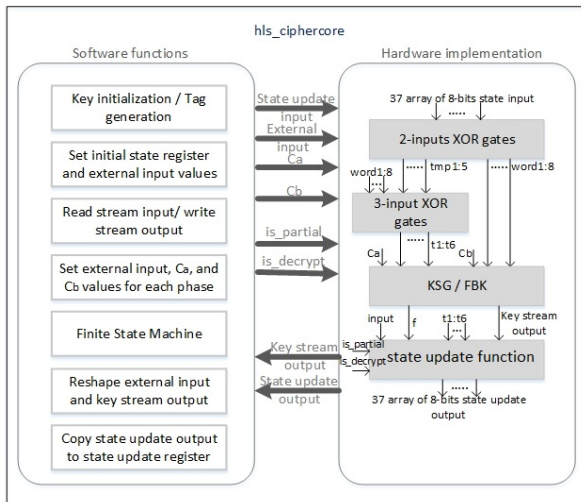 hls_ciphercore
Software functions
Hardware implementation
Key initialization / Tag
generation
Set initial state register
and external input values
Read stream input/ write
stream output
Set external input, Ca, and
Cb values for each phase
Finite State Machine
Reshape external input
and key stream output
Copy state update output
to state update register
State update
input
External
input
Ca
Cb
is_partial
is_decrypt
Key stream
output
State update
output
37 array of 8-bits state input
.....
2-inputs XOR gates
word1:8
.....
..... tmp1:5
..... word1:8
3-input XOR
gates
.....
t1:t6
Ca
Cb
KSG / FBK
input
f
t1:t6
...
Key stream
output
is_partial
is_decrypt
state update function
.....
37 array of 8-bits state update
output